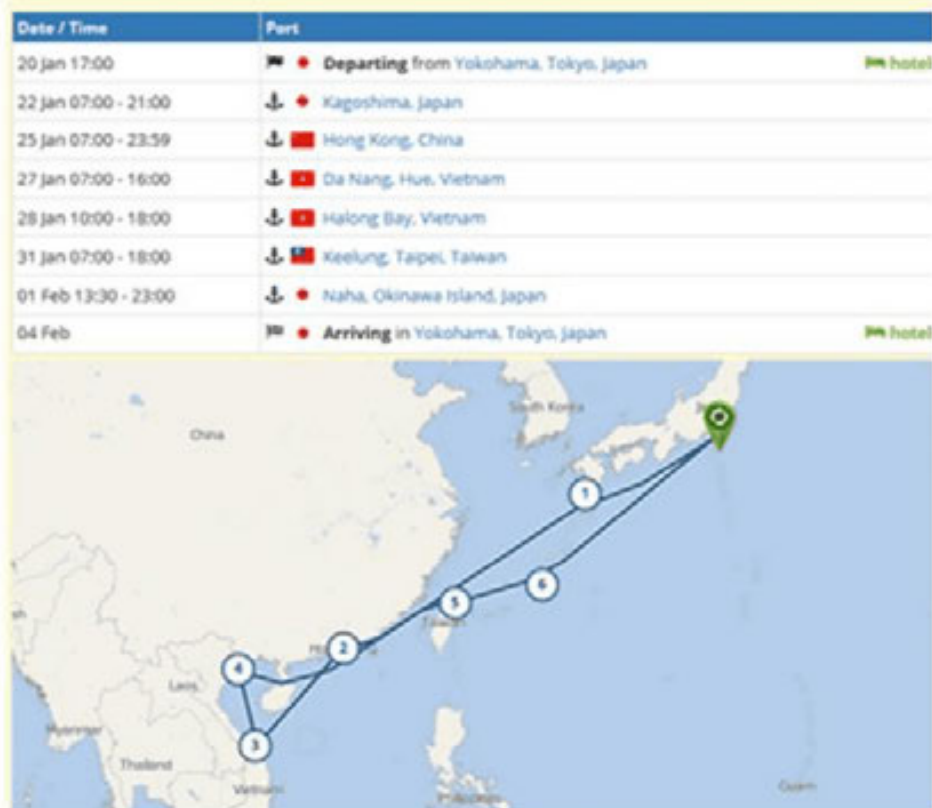 Date / Time Port
20 Jan 17:00 Departing from Yokohama, Tokyo, Japan hotel
22 Jan 07:00 - 21:00 Kagoshima, Japan
25 Jan 07:00 - 23:59 Hong Kong, China
27 Jan 07:00 - 16:00 Da Nang, Hue, Vietnam
28 Jan 10:00 - 18:00 Halong Bay, Vietnam
31 Jan 07:00 - 18:00 Keelung, Taipei, Taiwan
01 Feb 13:30 - 23:00 Naha, Okinawa Island, Japan
04 Feb Arriving in Yokohama, Tokyo, Japan hotel
South Korea
China
1
6
5
Taiwan
2
4
Laos
3
Myanmar
Thailand
Vietnam
Guam
Philippines